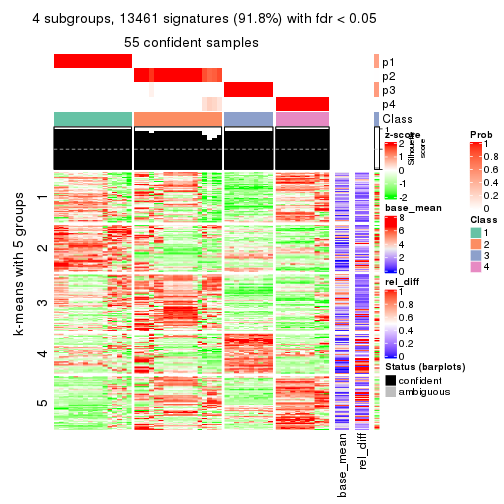 4 subgroups, 13461 signatures (91.8%) with fdr < 0.05
55 confident samples
p1
p2
p3
p4
Class
1
Silhouette
score
k-means with 5 groups
1
2
3
4
5
base_mean
rel_diff
z-score
2
1
0
-1
-2
base_mean
8
6
4
2
0
rel_diff
1
0.8
0.6
0.4
0.2
0
Status (barplots)
confident
ambiguous
Prob
1
0.8
0.6
0.4
0.2
0
Class
1
2
3
4